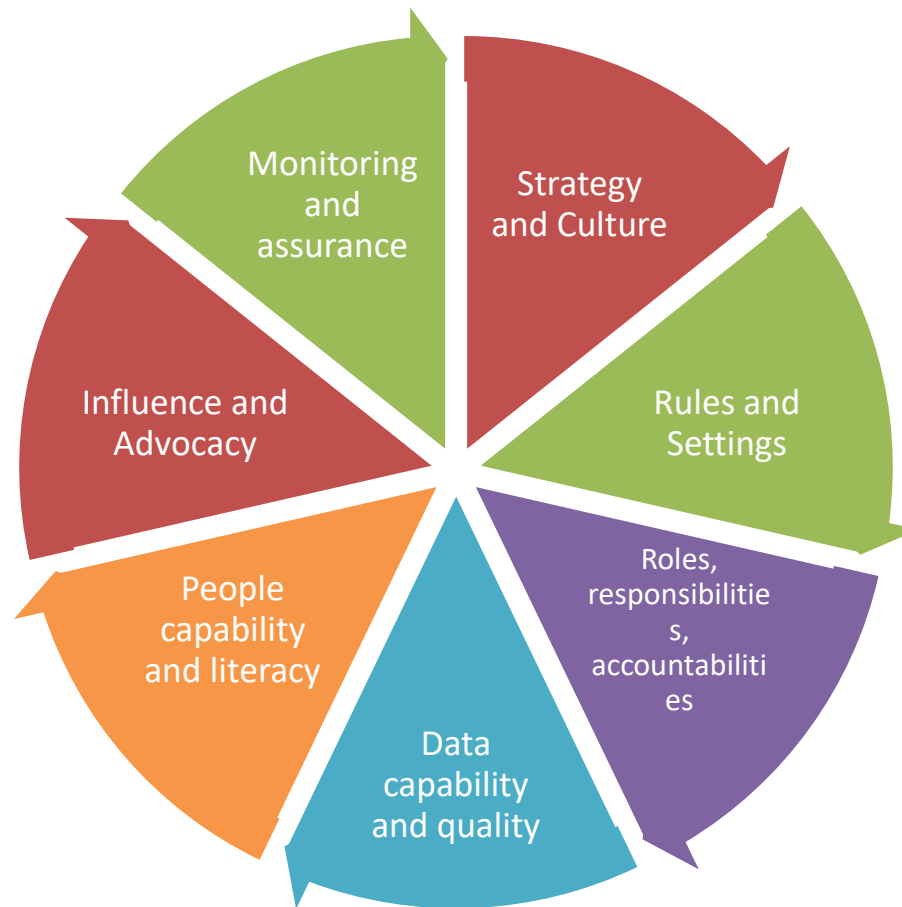 Strategy
and Culture
Rules and
Settings
Roles,
responsibilitie
s,
accountabiliti
es
Data
capability
and quality
People
capability
and literacy
Influence and
Advocacy
Monitoring
and
assurance